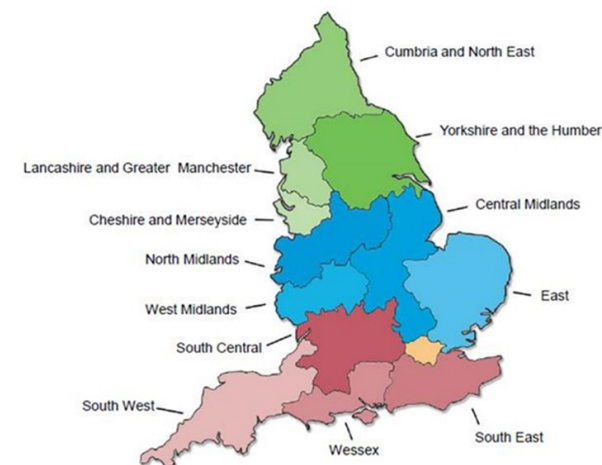 Cumbria and North East
Yorkshire and the Humber
Lancashire and Greater Manchester
Central Midlands
Cheshire and Merseyside
North Midlands
East
West Midlands
South Central
South West
South East
Wessex